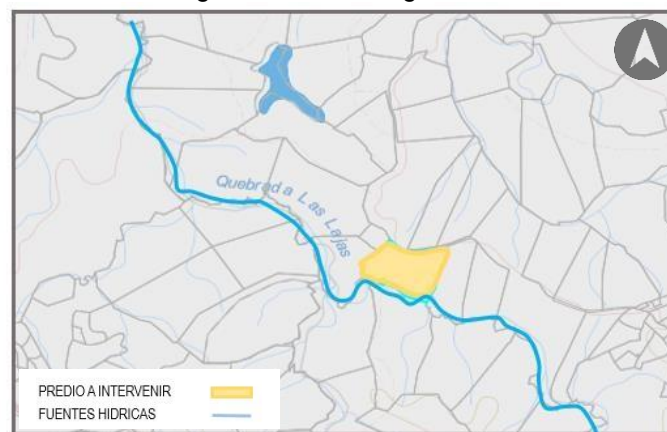 Quebrada Las Lajas
PREDIO A INTERVENIR
FUENTES HIDRICAS